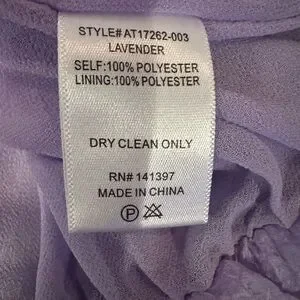 STYLE#AT17262-003
LAVENDER
SELF:100% POLYESTER
LINING:100% POLYESTER
DRY CLEAN ONLY
RN# 141397
MADE IN CHINA
P